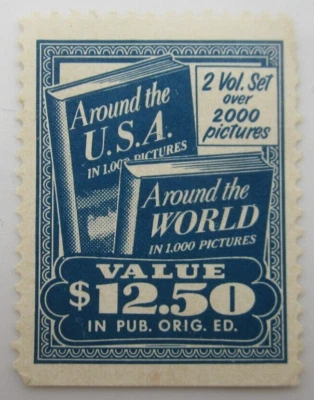 Around the
U.S.A.
IN 1,000 PICTURES
2 Vol. Set
over
2000
pictures
Around the
WORLD
IN 1,000 PICTURES
VALUE
$12.50
IN PUB. ORIG. ED.